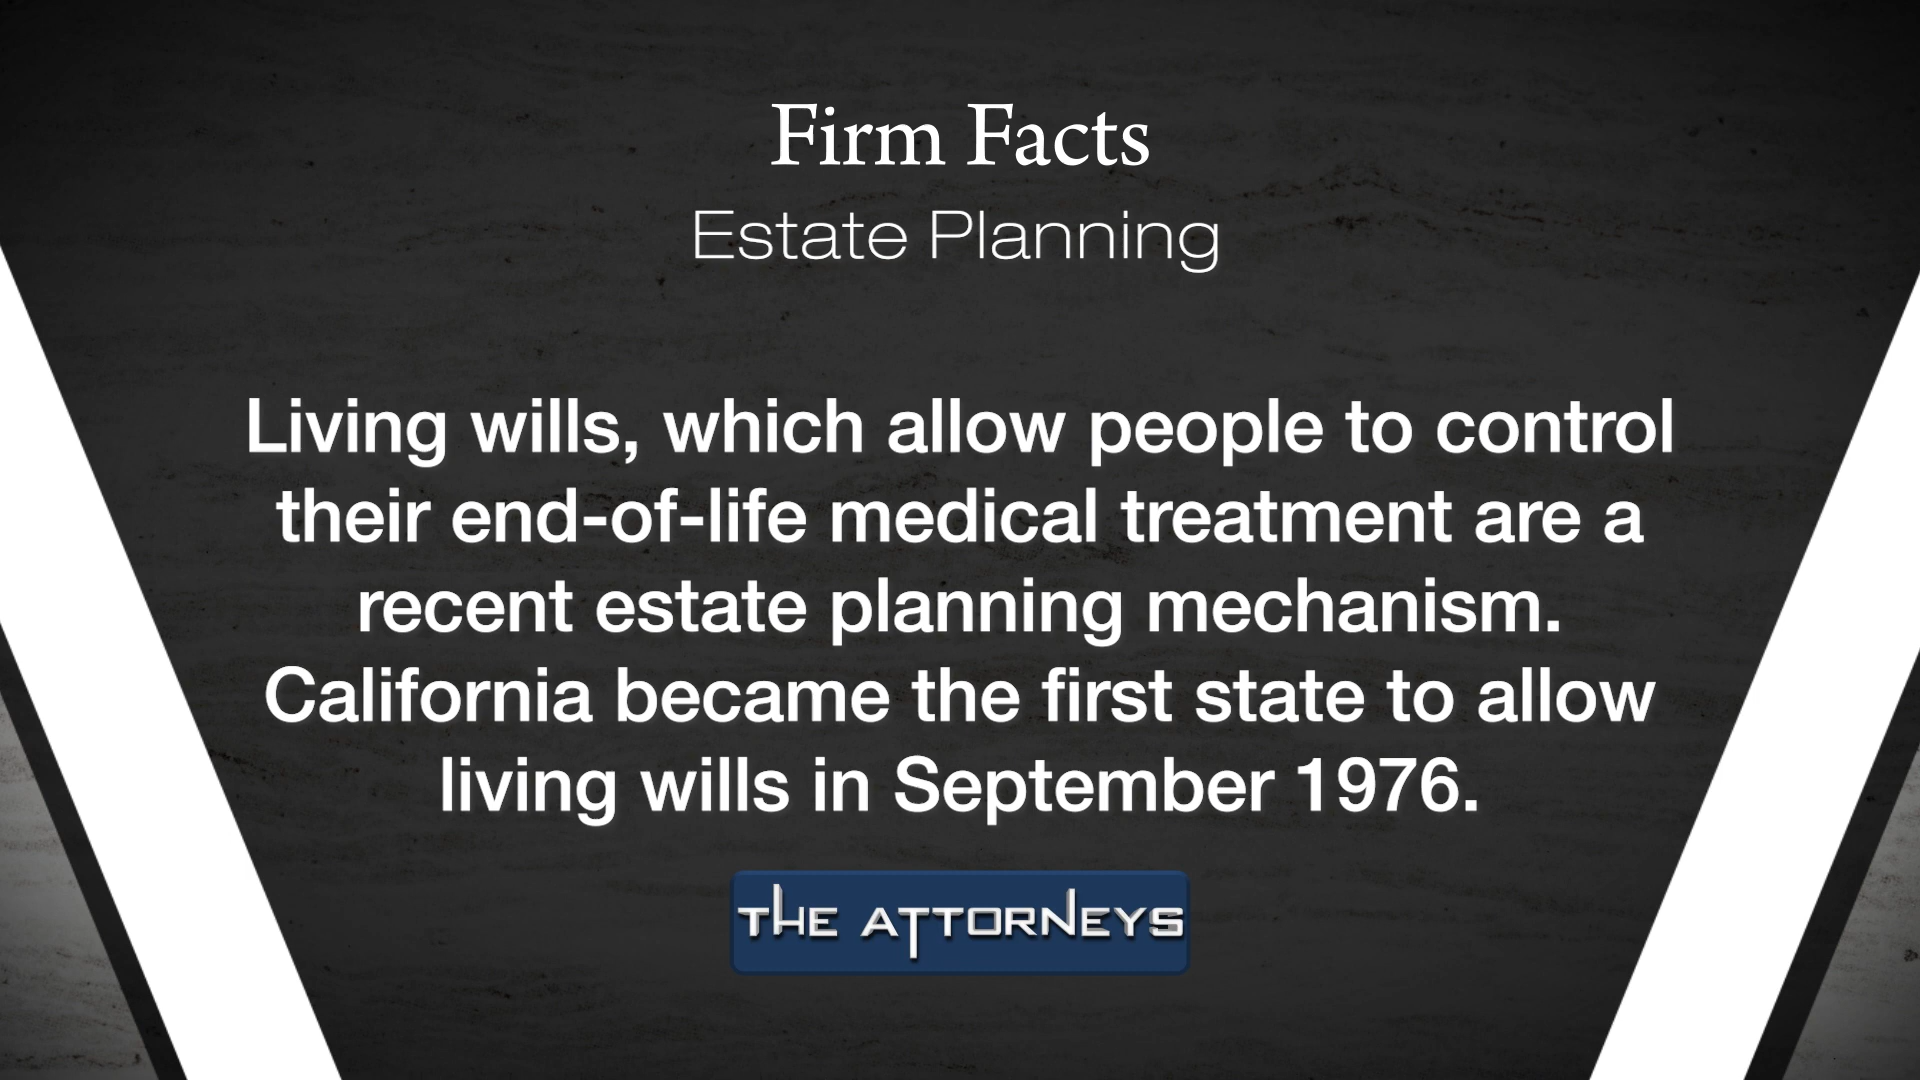 Firm Facts
Estate Planning
Living wills, which allow people to control
their end-of-life medical treatment are a
recent estate planning mechanism.
California became the first state to allow
living wills in September 1976.
THE ATTORNEYS